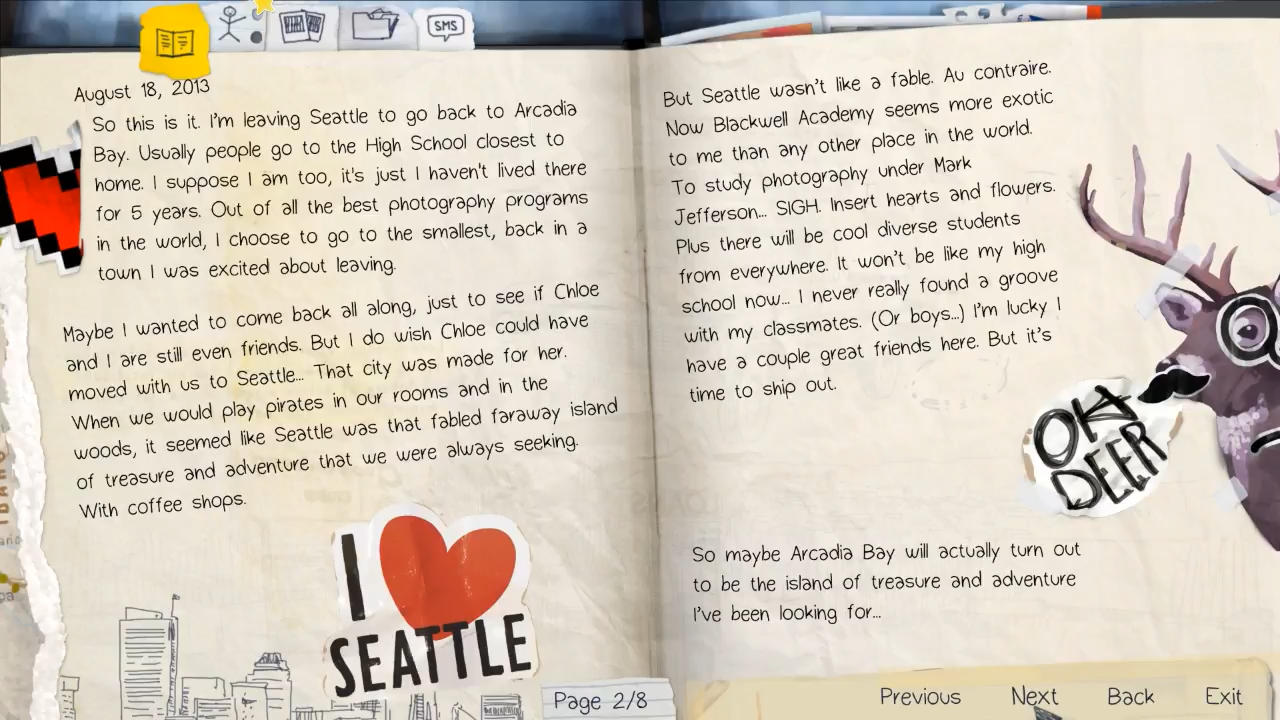 SMS
August 18, 2013
So this is it. I'm leaving Seattle to go back to Arcadia
Bay. Usually people go to the High School closest to
home. I suppose I am too, it's just I haven't lived there
for 5 years. Out of all the best photography programs
in the world, I choose to go to the smallest, back in a
town I was excited about leaving.
Maybe I wanted to come back all along, just to see if Chloe
and I are still even friends. But I do wish Chloe could have
moved with us to Seattle... That city was made for her.
When we would play pirates in our rooms and in the
woods, it seemed like Seattle was that fabled faraway island
of treasure and adventure that we were always seeking.
With coffee shops.
I
SEATTLE
But Seattle wasn't like a fable. Au contraire.
Now Blackwell Academy seems more exotic
to me than any other place in the world.
To study photography under Mark
Jefferson... SIGH. Insert hearts and flowers.
Plus there will be cool diverse students
from everywhere. It won't be like my high
school now... I never really found a groove
with my classmates. (Or boys...) I'm lucky I
have a couple great friends here. But it's
time to ship out.
OH
DEER
So maybe Arcadia Bay will actually turn out
to be the island of treasure and adventure
I've been looking for...
Page 2/8
Previous Next Back Exit